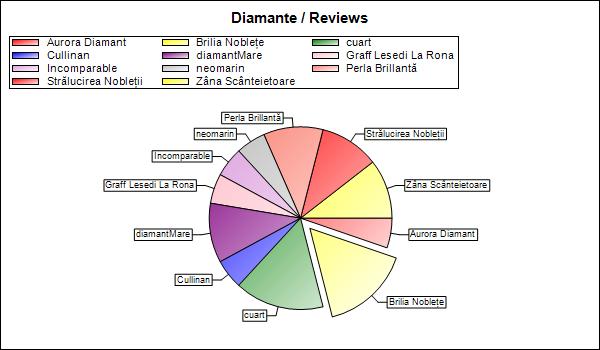 Diamante / Reviews
Aurora Diamant Brilia Noblețe cuart
Cullinan diamantMare Graff Lesedi La Rona
Incomparable neomarin Perla Brillantă
Strălucirea Nobleții Zâna Scânteietoare
Perla Brillantă
neomarin
Strălucirea Nobleții
Incomparable
Graff Lesedi La Rona
Zâna Scânteietoare
diamantMare
Aurora Diamant
Cullinan
Brilia Noblețe
cuart